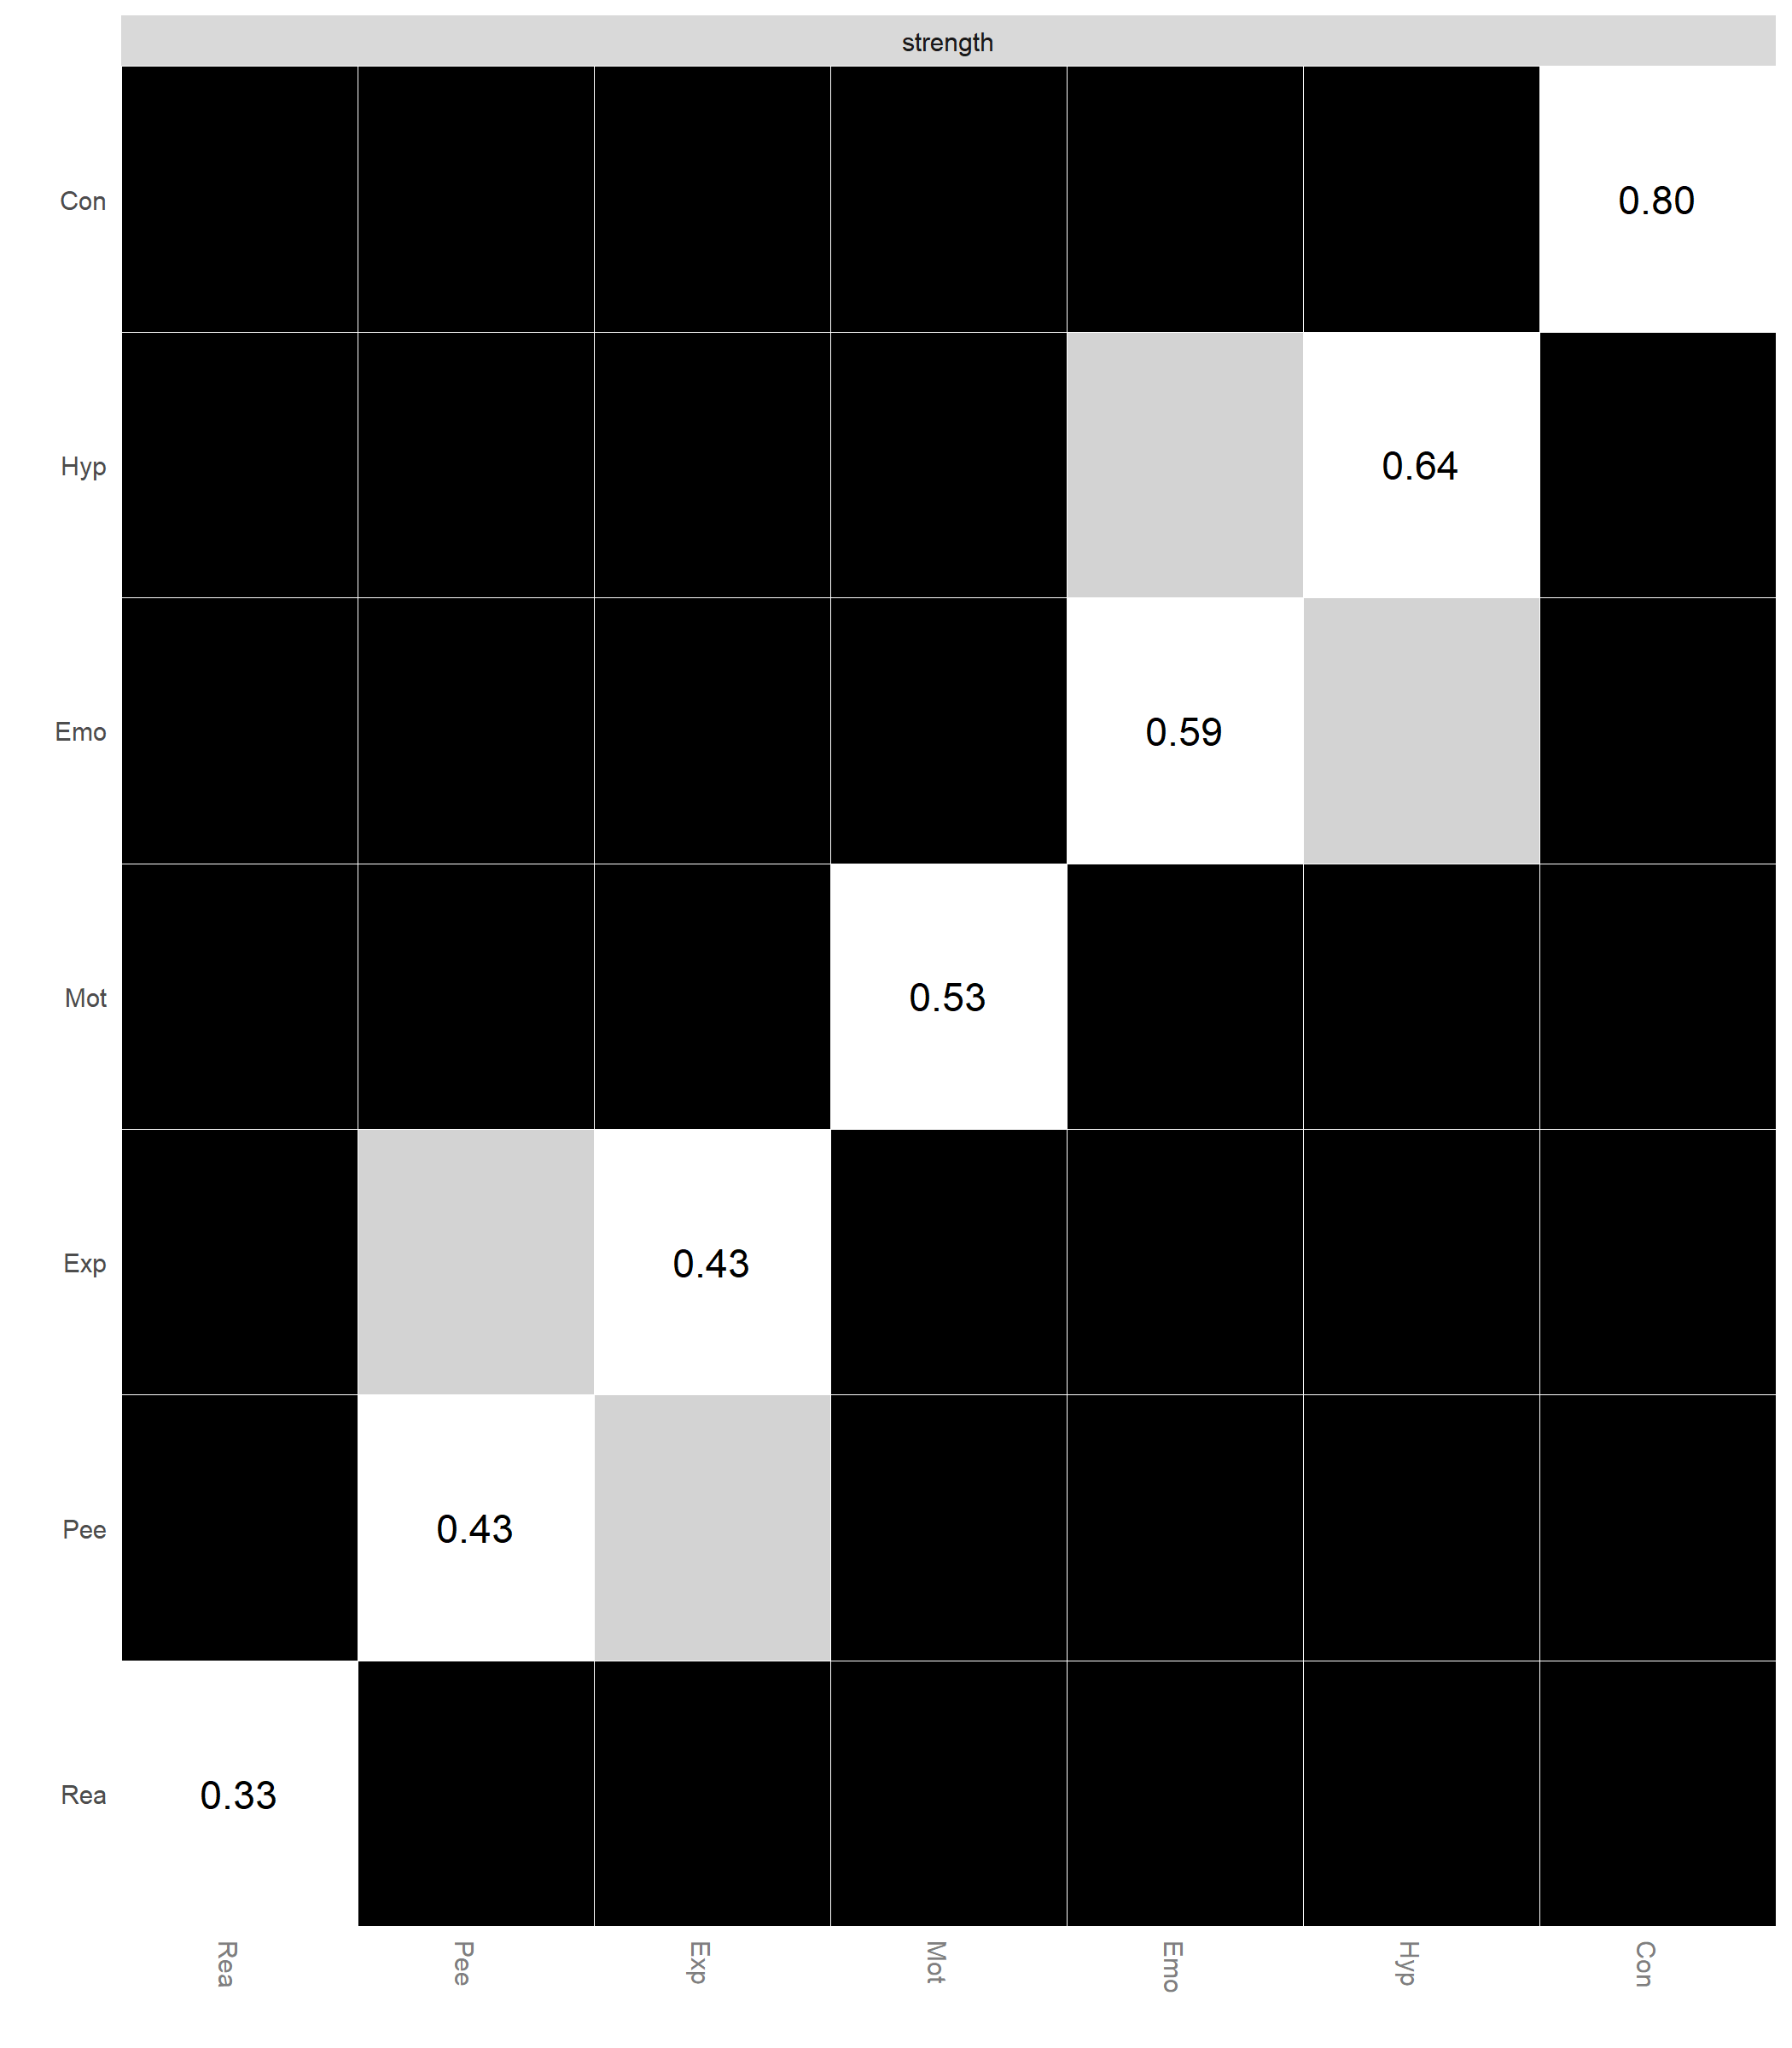 strength
Con 0.80
Hyp 0.64
Emo 0.59
Mot 0.53
Exp 0.43
Pee 0.43
Rea 0.33
Rea Pee Exp Mot Emo Hyp Con